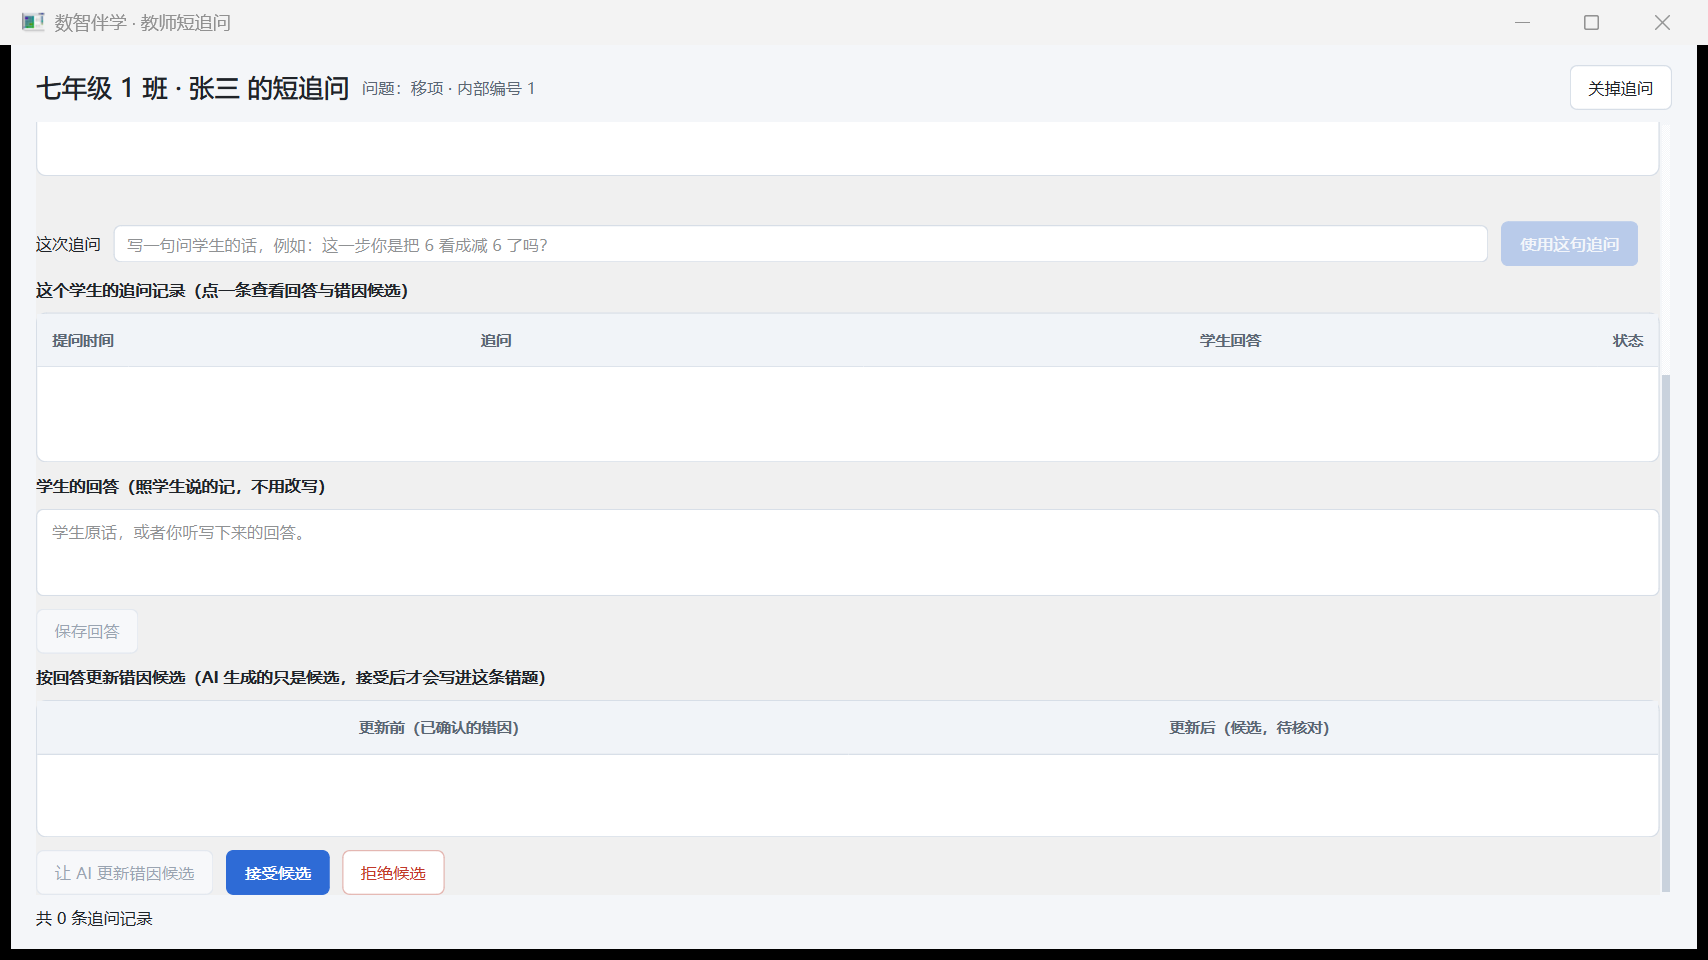 数智伴学 · 教师短追问
七年级 1 班 · 张三 的短追问 问题：移项 · 内部编号 1
关掉追问
这次追问 写一句问学生的话，例如：这一步你是把 6 看成减 6 了吗？ 使用这句追问
这个学生的追问记录（点一条查看回答与错因候选）
提问时间 追问 学生回答 状态
学生的回答（照学生说的记，不用改写）
学生原话，或者你听写下来的回答。
保存回答
按回答更新错因候选（AI 生成的只是候选，接受后才会写进这条错题）
更新前（已确认的错因） 更新后（候选，待核对）
让 AI 更新错因候选 接受候选 拒绝候选
共 0 条追问记录